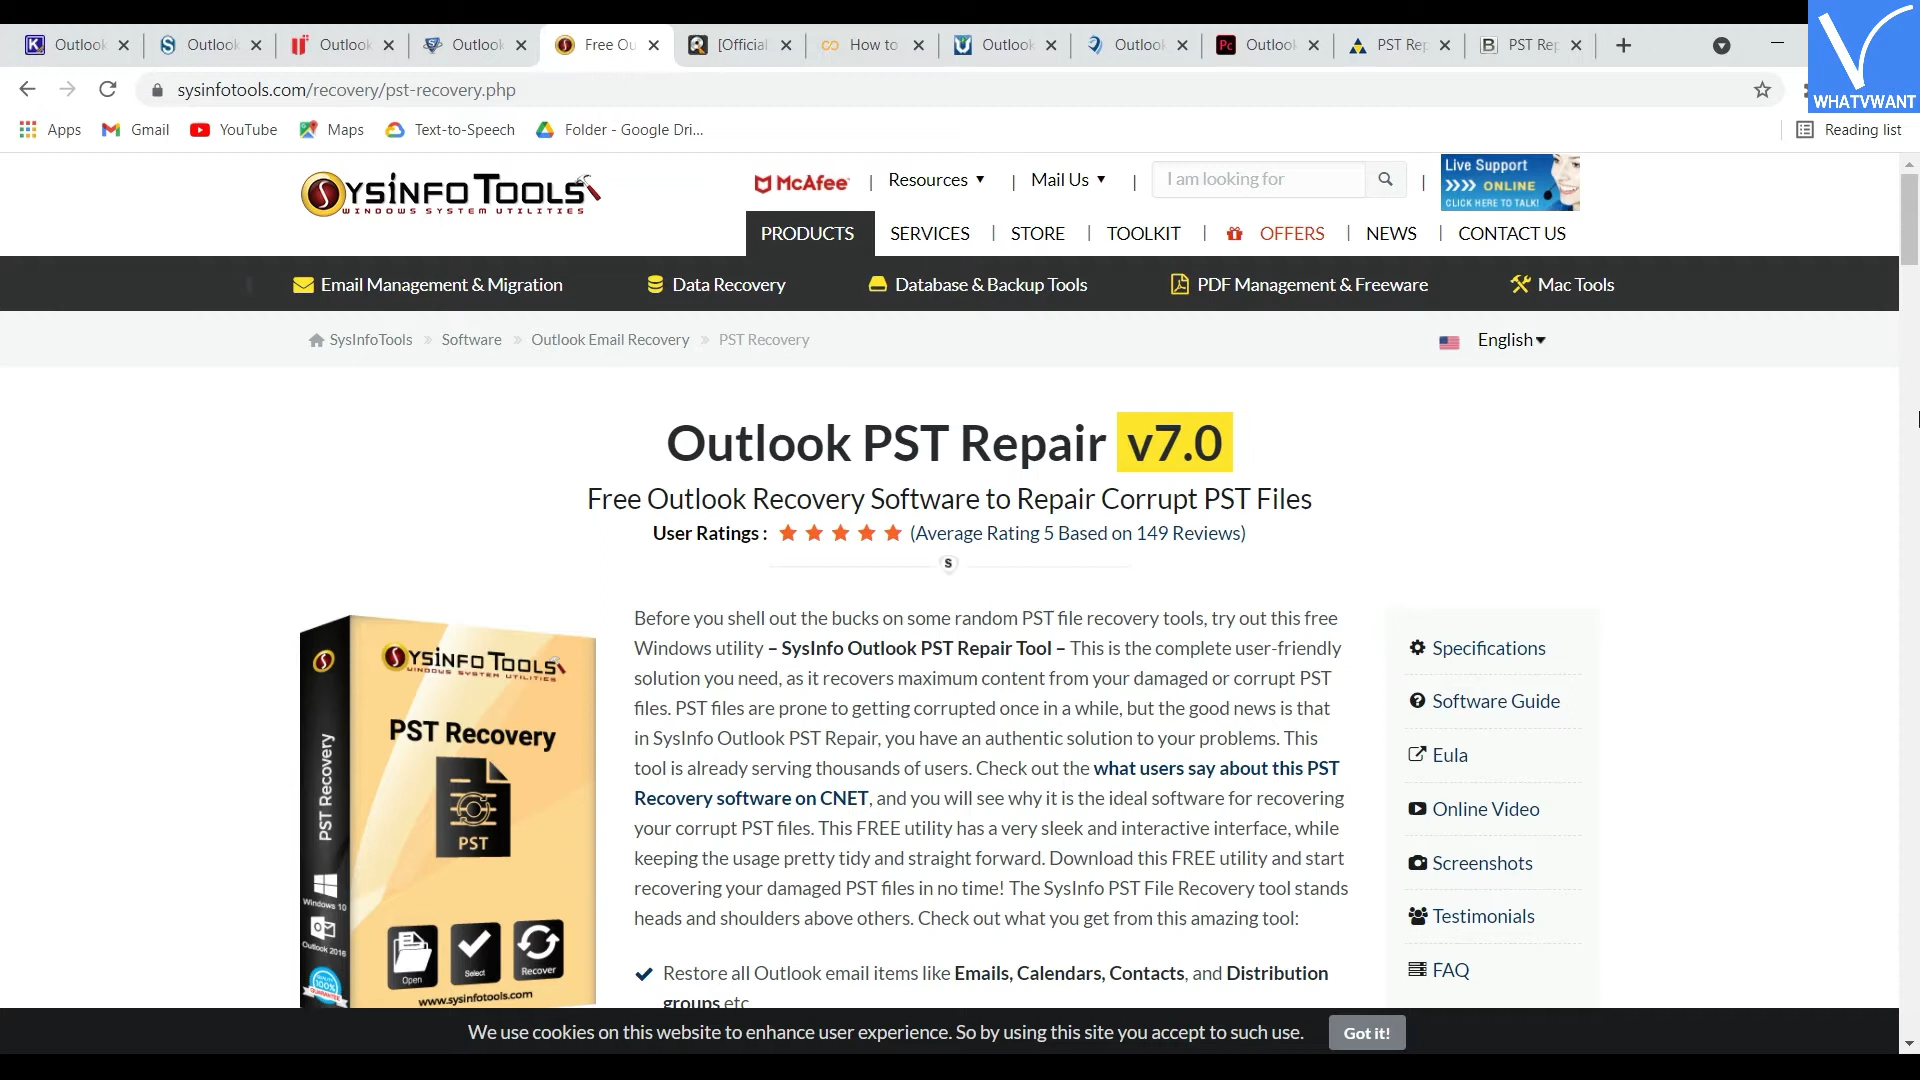 Outlook
Outlook
Outlook
Outlook
Free Ou
[Official
How to
Outlook
Outlook
Outlook
PST Rep
PST Rep
sysinfotools.com/recovery/pst-recovery.php
WHATVWANT
Apps
Gmail
YouTube
Maps
Text-to-Speech
Folder - Google Dri...
Reading list
SYSINFOTOOLS
WINDOWS SYSTEM UTILITIES
McAfee
Resources
Mail Us
I am looking for
Live Support
ONLINE
CLICK HERE TO TALK!
PRODUCTS
SERVICES
STORE
TOOLKIT
OFFERS
NEWS
CONTACT US
Email Management & Migration
Data Recovery
Database & Backup Tools
PDF Management & Freeware
Mac Tools
SysInfoTools » Software » Outlook Email Recovery » PST Recovery
English
Outlook PST Repair v7.0
Free Outlook Recovery Software to Repair Corrupt PST Files
User Ratings : (Average Rating 5 Based on 149 Reviews)
S
SYSINFOTOOLS
WINDOWS SYSTEM UTILITIES
PST Recovery
PST
PST Recovery
Windows 10
Outlook 2016
100%
Open
Select
Recover
www.sysinfotools.com
Before you shell out the bucks on some random PST file recovery tools, try out this free
Windows utility – SysInfo Outlook PST Repair Tool – This is the complete user-friendly
solution you need, as it recovers maximum content from your damaged or corrupt PST
files. PST files are prone to getting corrupted once in a while, but the good news is that
in SysInfo Outlook PST Repair, you have an authentic solution to your problems. This
tool is already serving thousands of users. Check out the what users say about this PST
Recovery software on CNET, and you will see why it is the ideal software for recovering
your corrupt PST files. This FREE utility has a very sleek and interactive interface, while
keeping the usage pretty tidy and straight forward. Download this FREE utility and start
recovering your damaged PST files in no time! The SysInfo PST File Recovery tool stands
heads and shoulders above others. Check out what you get from this amazing tool:
Restore all Outlook email items like Emails, Calendars, Contacts, and Distribution
groups etc
Specifications
Software Guide
Eula
Online Video
Screenshots
Testimonials
FAQ
We use cookies on this website to enhance user experience. So by using this site you accept to such use.
Got it!